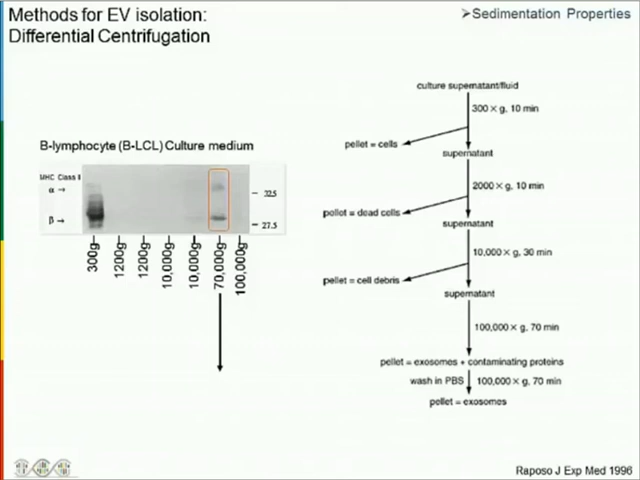 Methods for EV isolation:
Differential Centrifugation
➢Sedimentation Properties
B-lymphocyte (B-LCL) Culture medium
MHC Class II
α →
β →
— 32.5
— 27.5
300g
1200g
1200g
10,000g
10,000g
70,000g
100,000g
culture supernatant/fluid
300 × g, 10 min
pellet = cells
supernatant
2000 × g, 10 min
pellet = dead cells
supernatant
10,000 × g, 30 min
pellet = cell debris
supernatant
100,000 × g, 70 min
pellet = exosomes + contaminating proteins
wash in PBS
100,000 × g, 70 min
pellet = exosomes
Raposo J Exp Med 1996